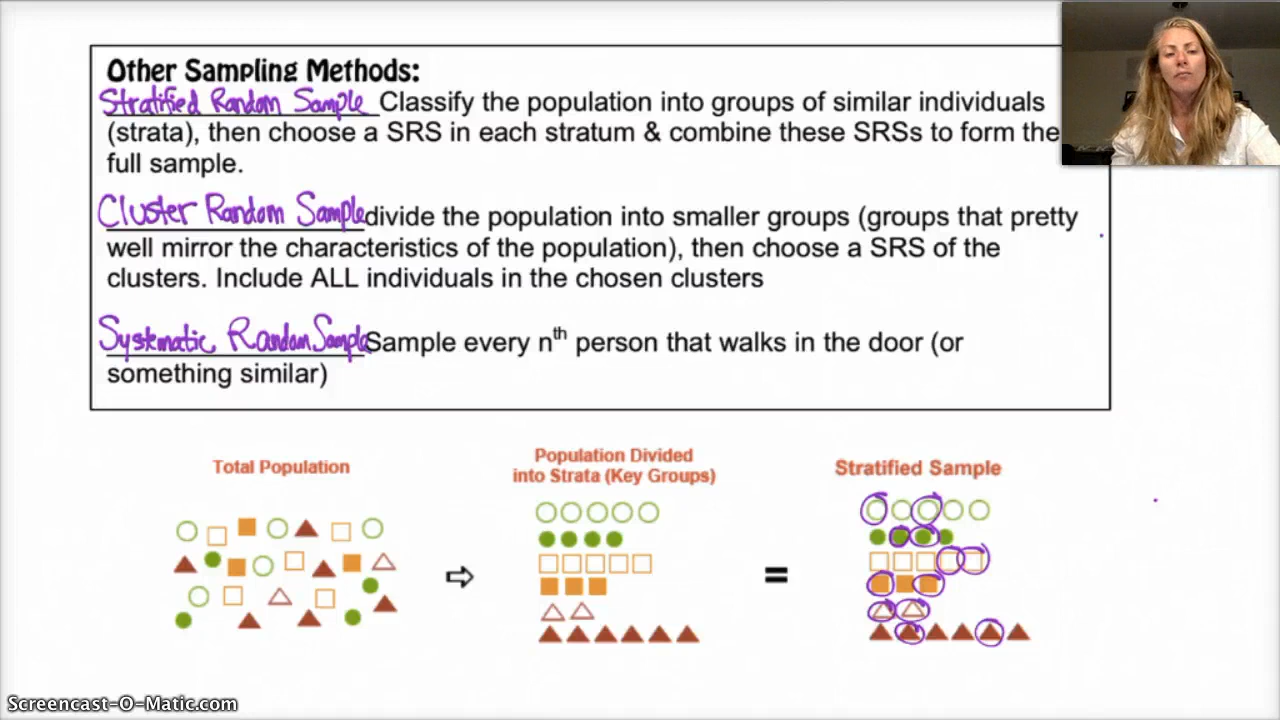 Other Sampling Methods:
Stratified Random Sample Classify the population into groups of similar individuals
(strata), then choose a SRS in each stratum & combine these SRSs to form the
full sample.
Cluster Random Sample divide the population into smaller groups (groups that pretty
well mirror the characteristics of the population), then choose a SRS of the
clusters. Include ALL individuals in the chosen clusters
Systematic Random Sample Sample every nth person that walks in the door (or
something similar)
Total Population
Population Divided
into Strata (Key Groups)
Stratified Sample
Screencast-O-Matic.com